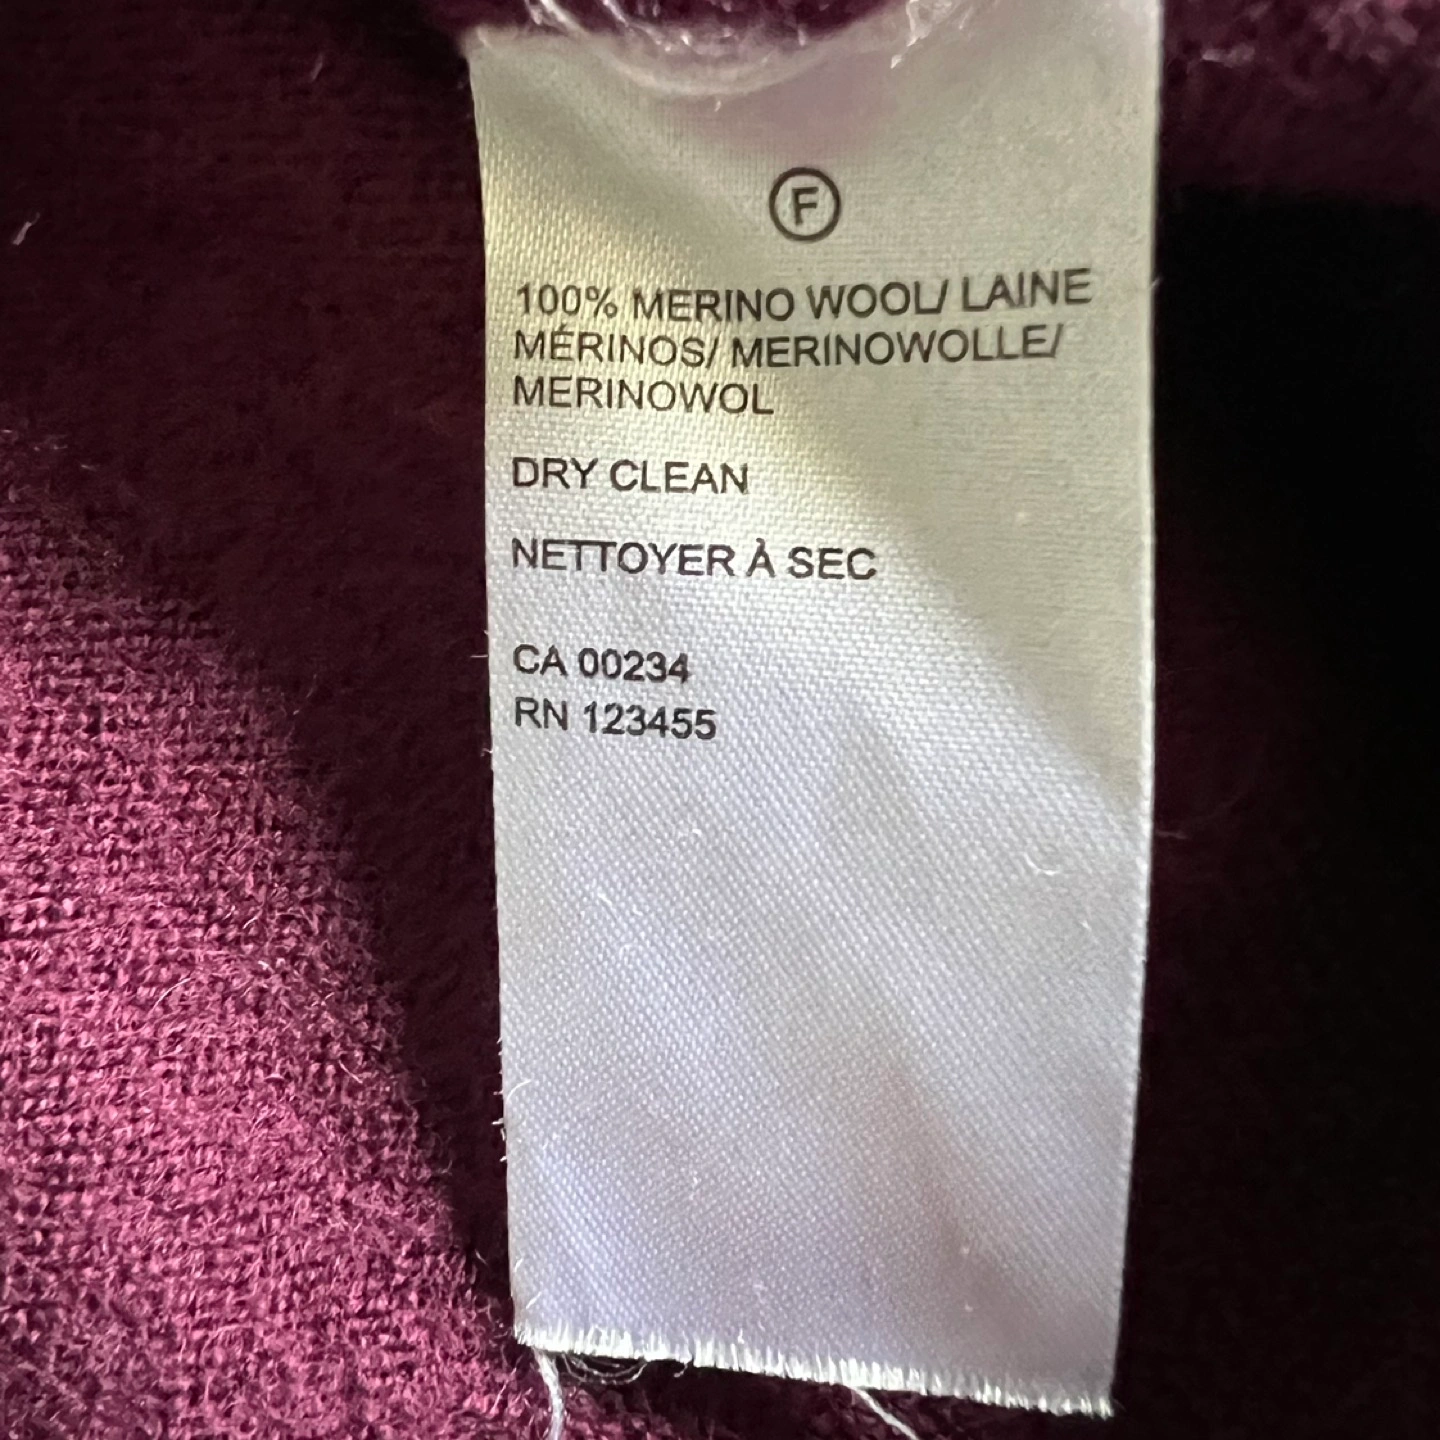 F
100% MERINO WOOL/ LAINE
MÉRINOS/ MERINOWOLLE/
MERINOWOL
DRY CLEAN
NETTOYER À SEC
CA 00234
RN 123455